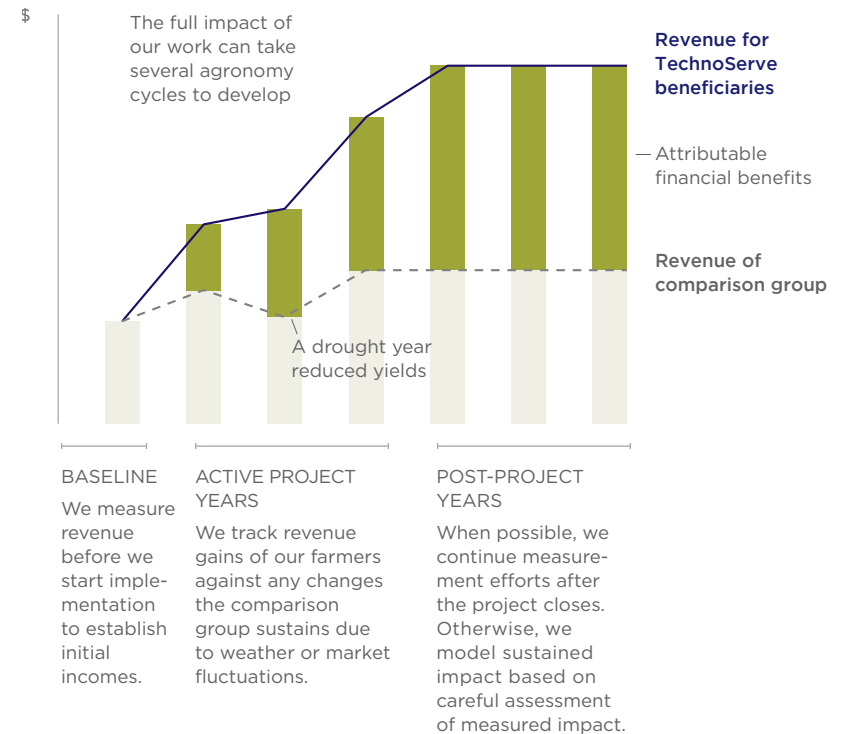 $
The full impact of
our work can take
several agronomy
cycles to develop
Revenue for
TechnoServe
beneficiaries
Attributable
financial benefits
Revenue of
comparison group
A drought year
reduced yields
BASELINE
We measure
revenue
before we
start imple-
mentation
to establish
initial
incomes.
ACTIVE PROJECT
YEARS
We track revenue
gains of our farmers
against any changes
the comparison
group sustains due
to weather or market
fluctuations.
POST-PROJECT
YEARS
When possible, we
continue measure-
ment efforts after
the project closes.
Otherwise, we
model sustained
impact based on
careful assessment
of measured impact.